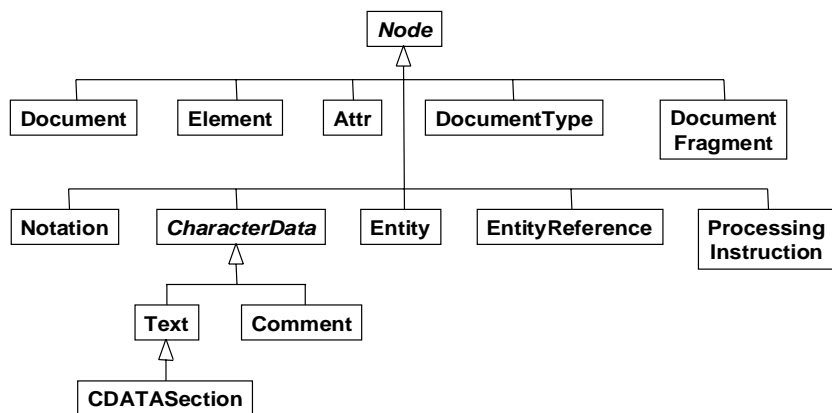 Node
Document
Element
Attr
DocumentType
Document
Fragment
Notation
CharacterData
Entity
EntityReference
Processing
Instruction
Text
Comment
CDATASection